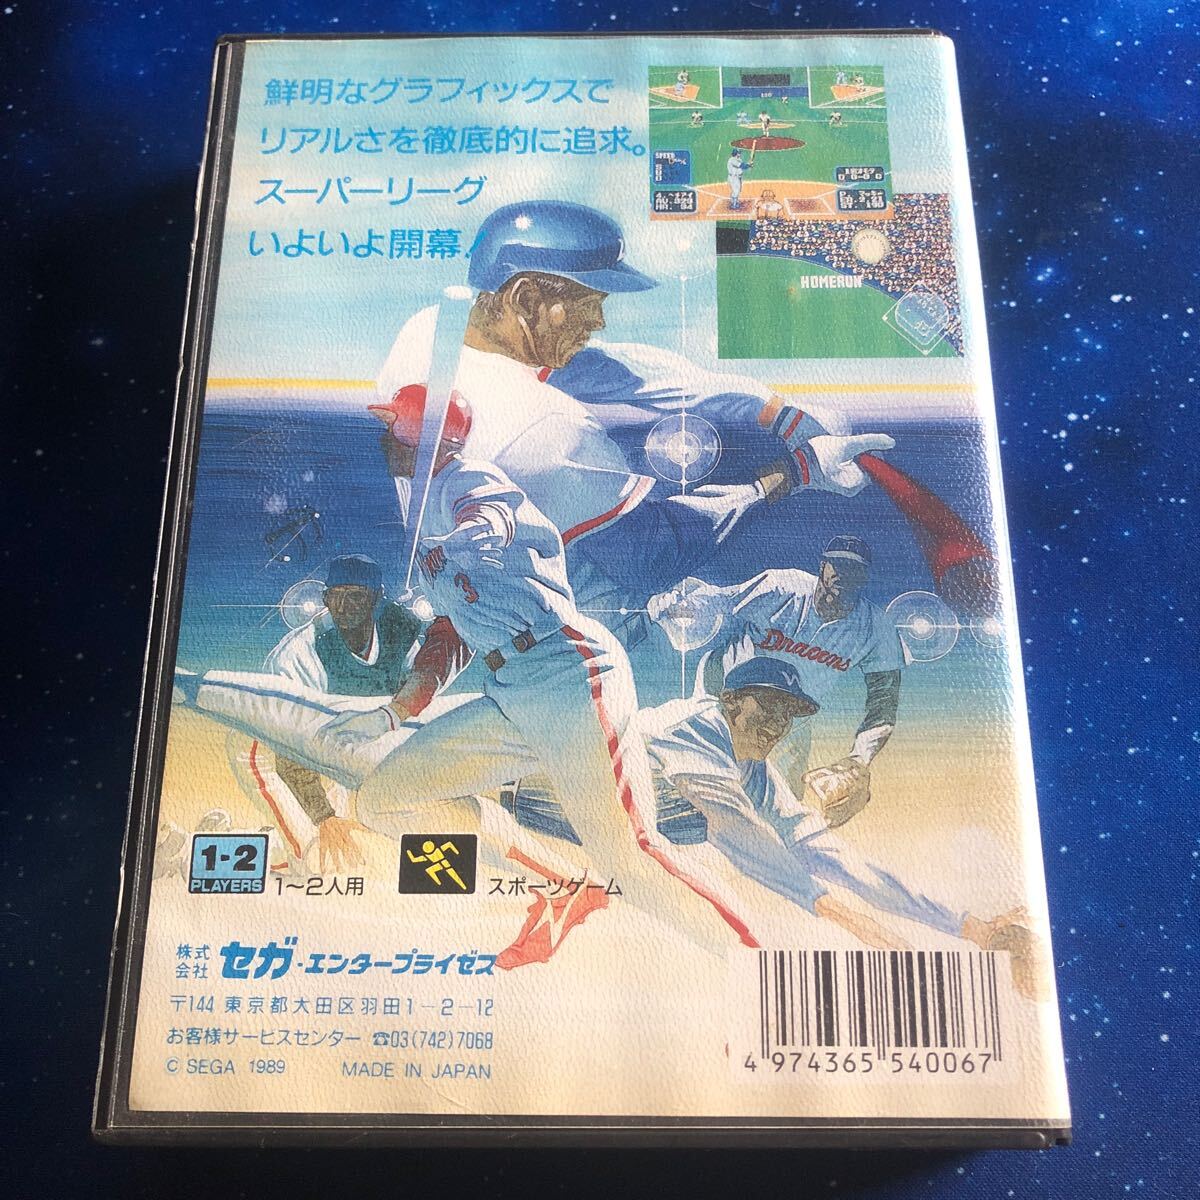 鮮明なグラフィックスで
リアルさを徹底的に追求。
スーパーリーグ
いよいよ開幕!
SPEED
S
B
O
HOMERUN
3
Dragons
1-2
PLAYERS
1〜2人用
スポーツゲーム
株式会社 セガ・エンタープライゼス
〒144 東京都大田区羽田1-2-12
お客様サービスセンター ☎03(742)7068
© SEGA 1989 MADE IN JAPAN
4 974365 540067